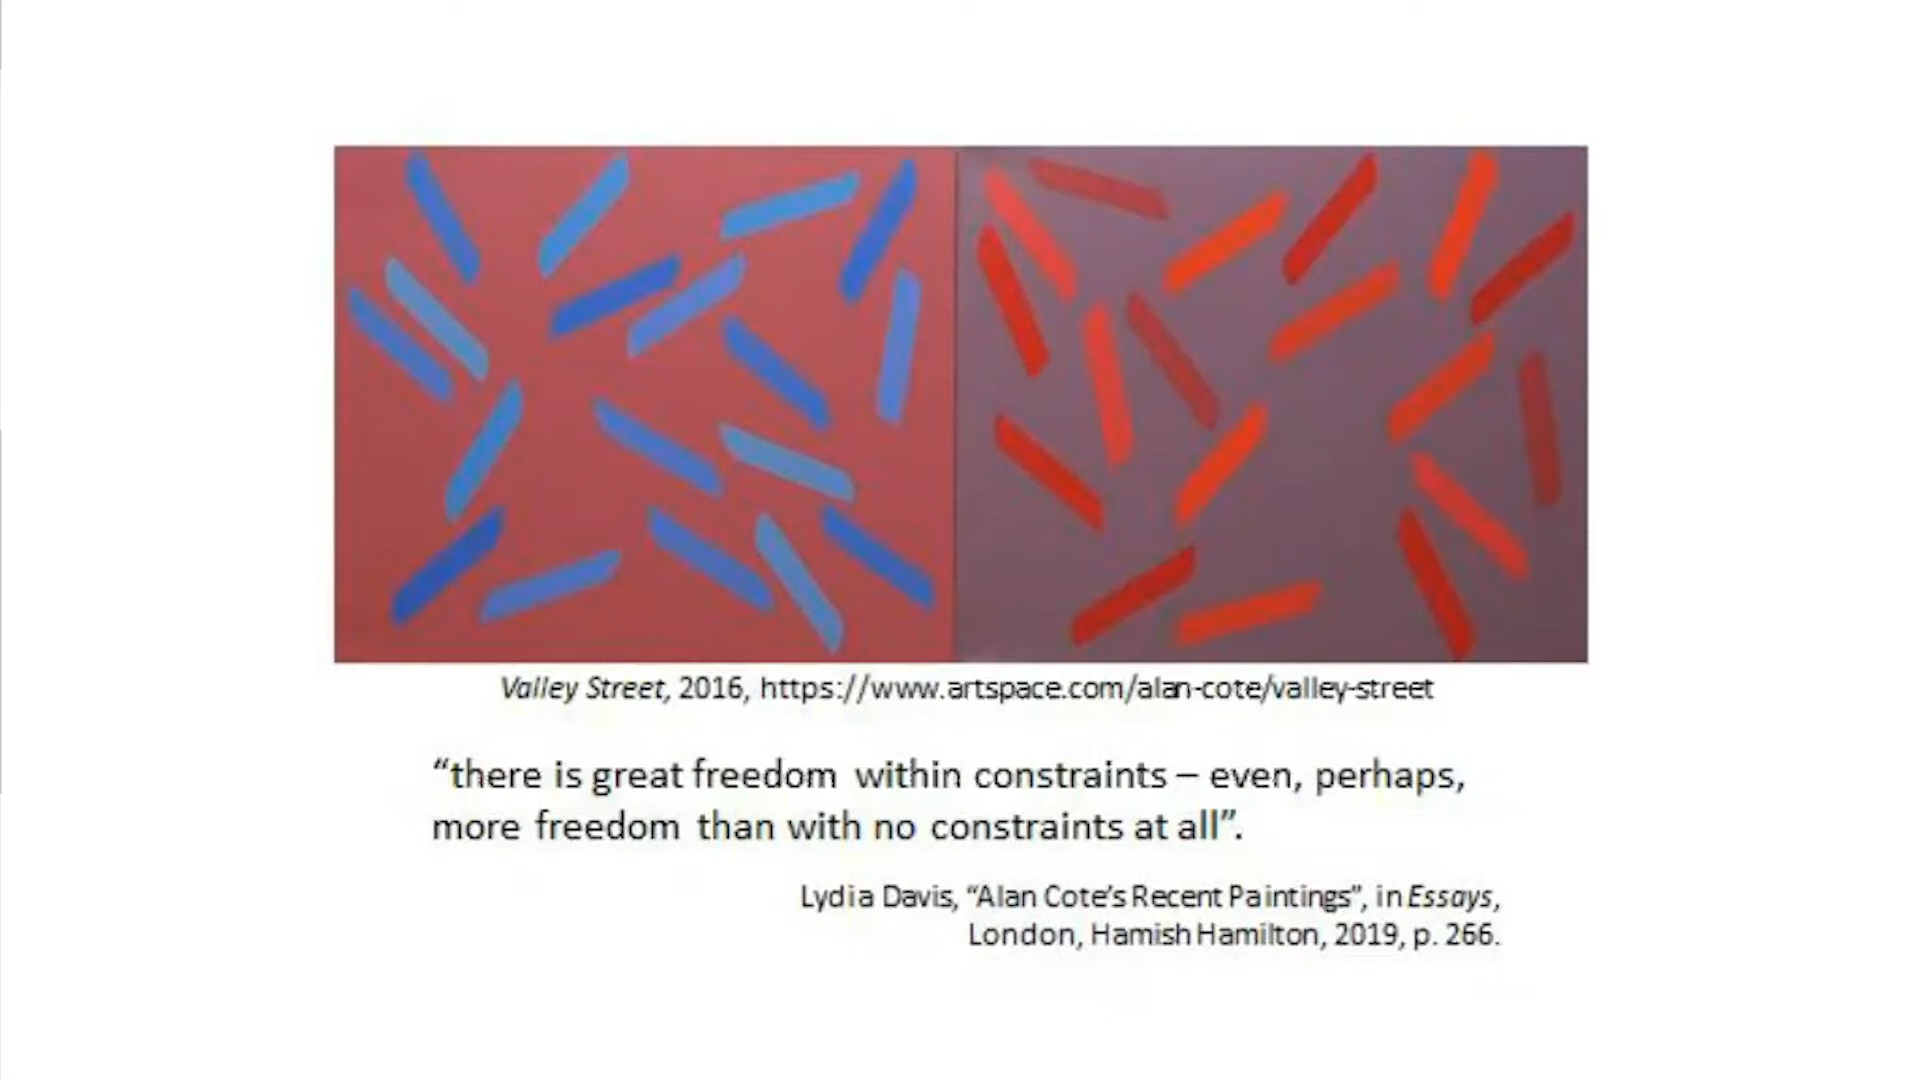 Valley Street, 2016, https://www.artspace.com/alan-cote/valley-street
“there is great freedom within constraints – even, perhaps,
more freedom than with no constraints at all”.
Lydia Davis, “Alan Cote’s Recent Paintings”, in Essays,
London, Hamish Hamilton, 2019, p. 266.